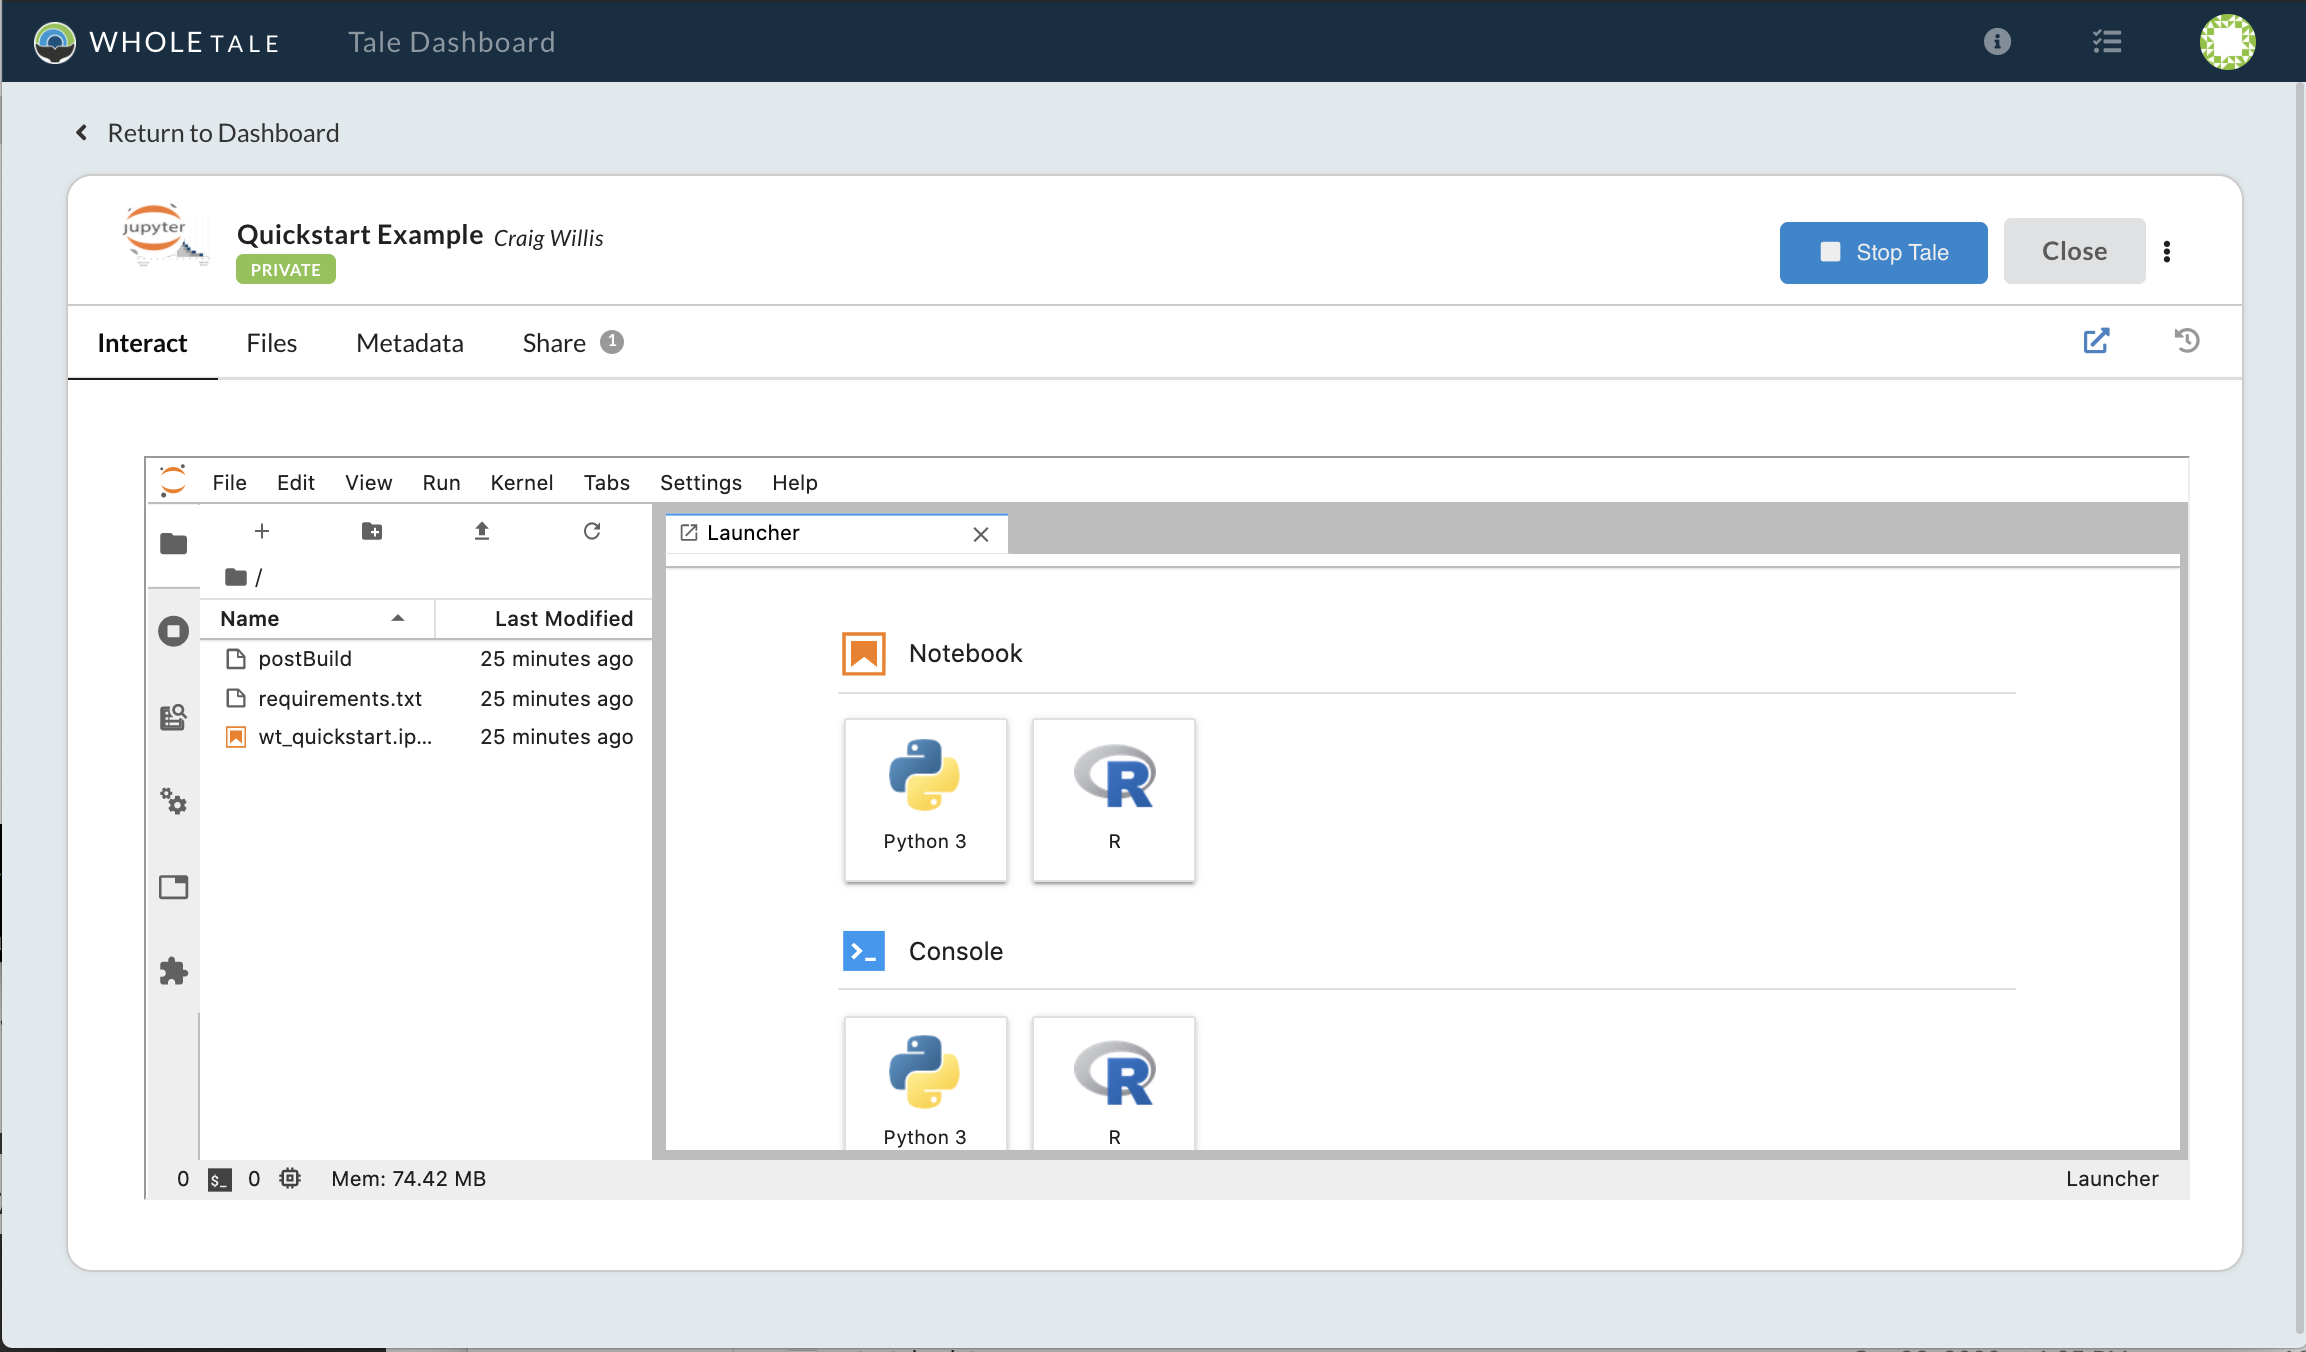 WHOLE TALE Tale Dashboard
Return to Dashboard
jupyter
Quickstart Example Craig Willis
PRIVATE
Stop Tale Close
Interact Files Metadata Share 1
File Edit View Run Kernel Tabs Settings Help
Launcher
/
Name Last Modified
postBuild 25 minutes ago
requirements.txt 25 minutes ago
wt_quickstart.ip... 25 minutes ago
Notebook
Python 3 R
Console
Python 3 R
0 $_ 0 Mem: 74.42 MB Launcher